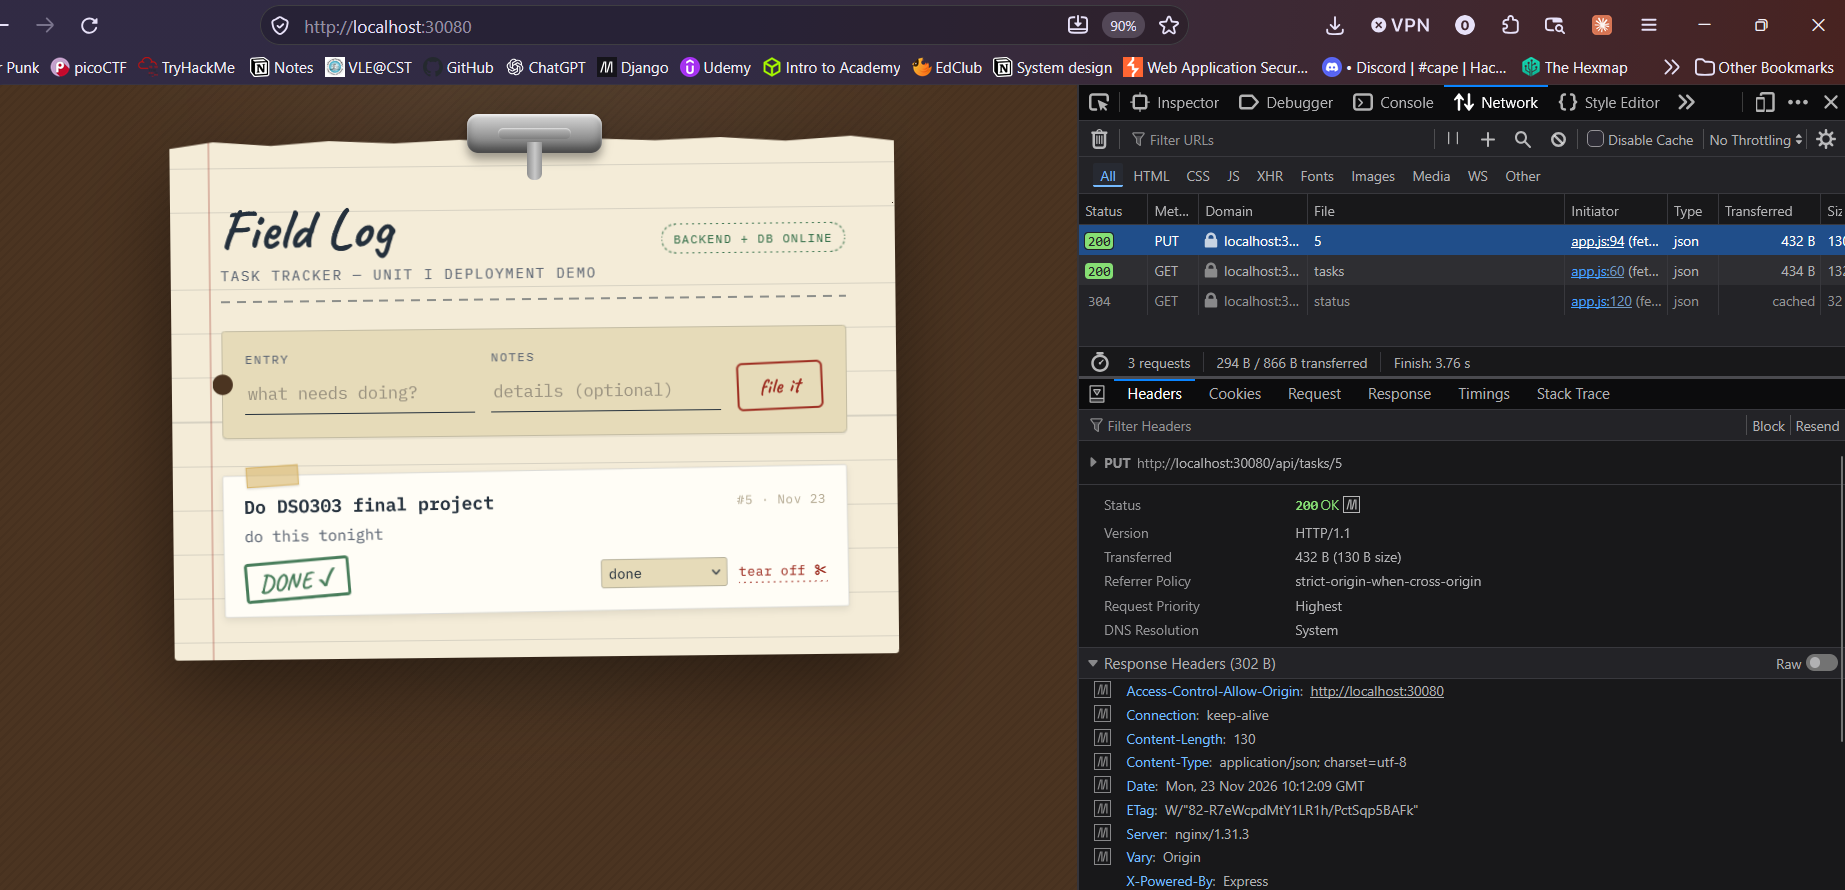 http://localhost:30080
90%
VPN
Punk
picoCTF
TryHackMe
Notes
VLE@CST
GitHub
ChatGPT
Django
Udemy
Intro to Academy
EdClub
System design
Web Application Secur...
• Discord | #cape | Hac...
The Hexmap
Other Bookmarks
Field Log
BACKEND + DB ONLINE
TASK TRACKER — UNIT I DEPLOYMENT DEMO
ENTRY
NOTES
what needs doing?
details (optional)
file it
Do DSO303 final project
#5 · Nov 23
do this tonight
DONE ✓
done
tear off ✂
Inspector
Debugger
Console
Network
Style Editor
Filter URLs
Disable Cache
No Throttling
All HTML CSS JS XHR Fonts Images Media WS Other
Status Met... Domain File Initiator Type Transferred
200 PUT localhost:3... 5 app.js:94 (fet... json 432 B
200 GET localhost:3... tasks app.js:60 (fet... json 434 B
304 GET localhost:3... status app.js:120 (fe... json cached 32
3 requests 294 B / 866 B transferred Finish: 3.76 s
Headers Cookies Request Response Timings Stack Trace
Filter Headers
Block Resend
PUT http://localhost:30080/api/tasks/5
Status 200 OK
Version HTTP/1.1
Transferred 432 B (130 B size)
Referrer Policy strict-origin-when-cross-origin
Request Priority Highest
DNS Resolution System
Response Headers (302 B) Raw
Access-Control-Allow-Origin: http://localhost:30080
Connection: keep-alive
Content-Length: 130
Content-Type: application/json; charset=utf-8
Date: Mon, 23 Nov 2026 10:12:09 GMT
ETag: W/"82-R7eWcpdMtY1LR1h/PctSqp5BAFk"
Server: nginx/1.31.3
Vary: Origin
X-Powered-By: Express